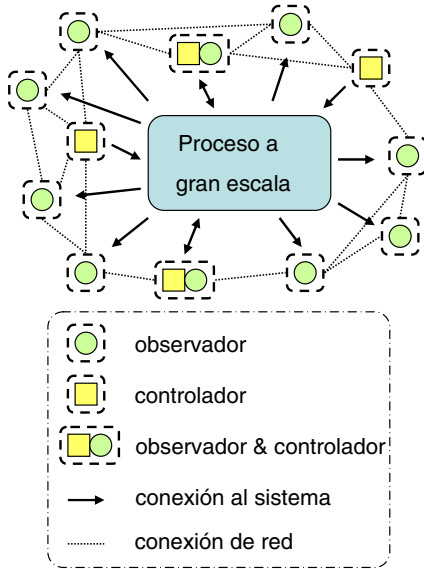 Proceso a
gran escala
observador
controlador
observador & controlador
conexión al sistema
conexión de red